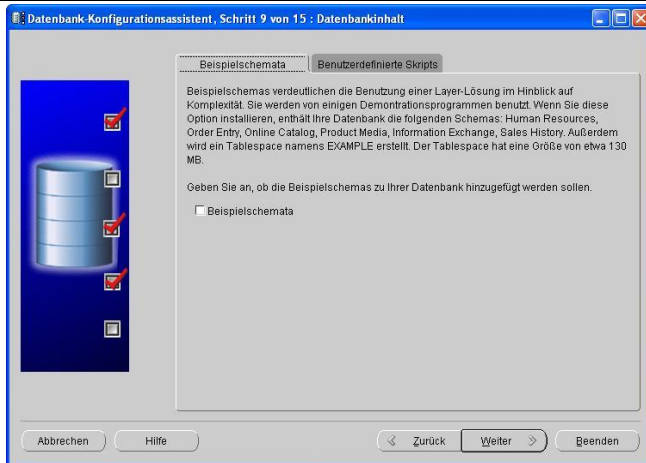 Datenbank-Konfigurationsassistent, Schritt 9 von 15 : Datenbankinhalt
Beispielschemata
Benutzerdefinierte Skripts
Beispielschemas verdeutlichen die Benutzung einer Layer-Lösung im Hinblick auf
Komplexität. Sie werden von einigen Demontrationsprogrammen benutzt. Wenn Sie diese
Option installieren, enthält Ihre Datenbank die folgenden Schemas: Human Resources,
Order Entry, Online Catalog, Product Media, Information Exchange, Sales History. Außerdem
wird ein Tablespace namens EXAMPLE erstellt. Der Tablespace hat eine Größe von etwa 130
MB.
Geben Sie an, ob die Beispielschemas zu Ihrer Datenbank hinzugefügt werden sollen.
Beispielschemata
Abbrechen
Hilfe
Zurück
Weiter
Beenden